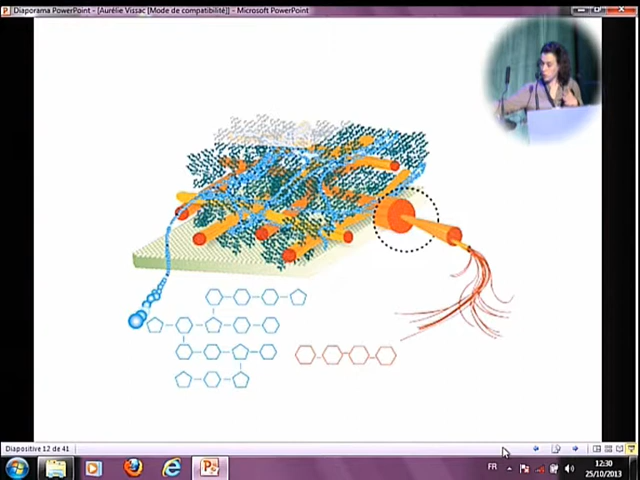 Diaporama PowerPoint - [Aurélie Vissac [Mode de compatibilité]] - Microsoft PowerPoint
Diapositive 12 de 41
FR
12:30
25/10/2013